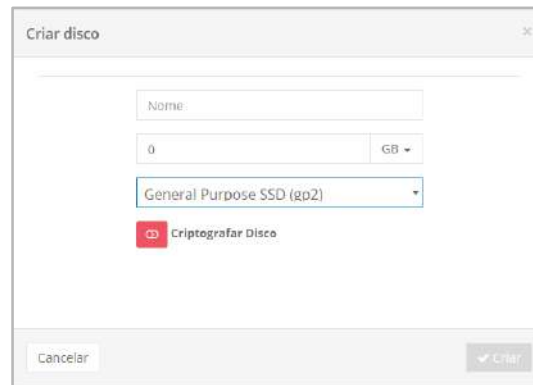 Criar disco ×
Nome
0 GB
General Purpose SSD (gp2)
Criptografar Disco
Cancelar Criar